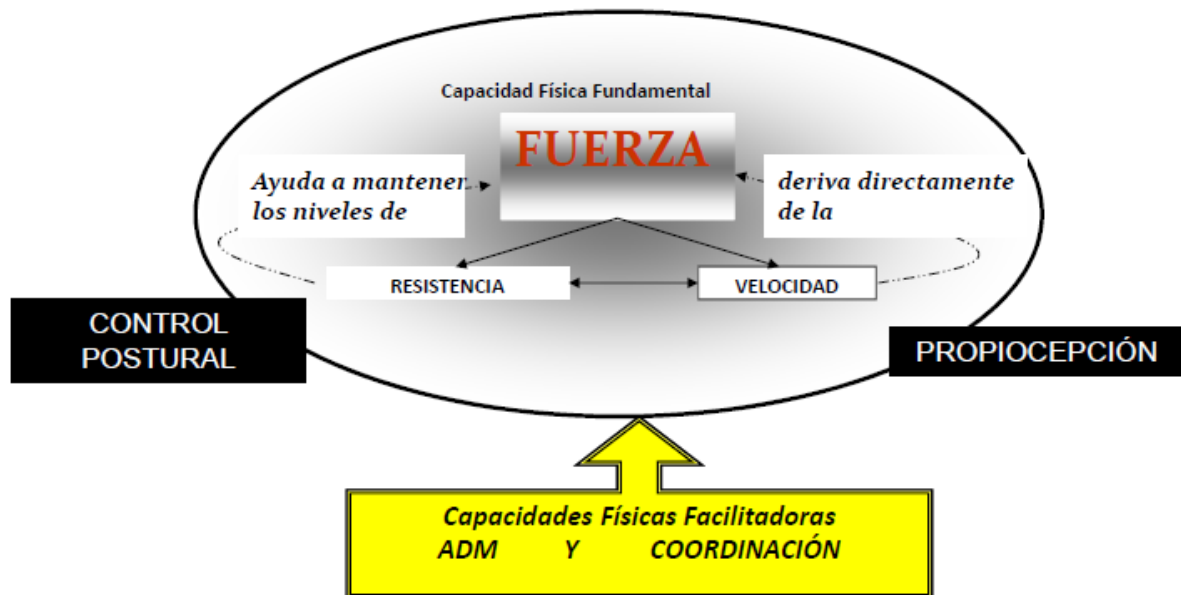 Capacidad Física Fundamental
FUERZA
Ayuda a mantener
los niveles de
deriva directamente
de la
RESISTENCIA
VELOCIDAD
CONTROL
POSTURAL
PROPIOCEPCIÓN
Capacidades Físicas Facilitadoras
ADM Y COORDINACIÓN